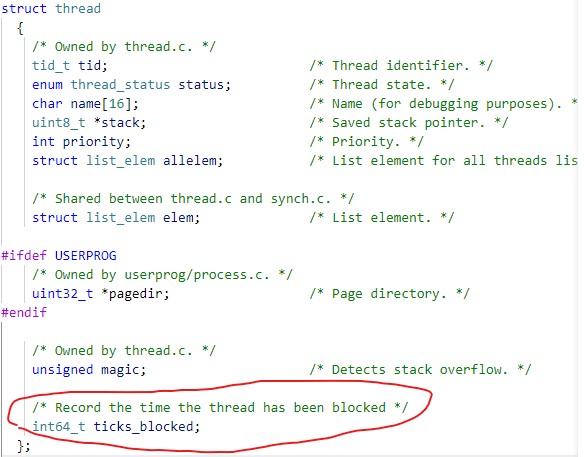 struct thread
{
/* Owned by thread.c. */
tid_t tid; /* Thread identifier. */
enum thread_status status; /* Thread state. */
char name[16]; /* Name (for debugging purposes). *
uint8_t *stack; /* Saved stack pointer. */
int priority; /* Priority. */
struct list_elem allelem; /* List element for all threads lis
/* Shared between thread.c and synch.c. */
struct list_elem elem; /* List element. */
#ifdef USERPROG
/* Owned by userprog/process.c. */
uint32_t *pagedir; /* Page directory. */
#endif
/* Owned by thread.c. */
unsigned magic; /* Detects stack overflow. */
/* Record the time the thread has been blocked */
int64_t ticks_blocked;
};